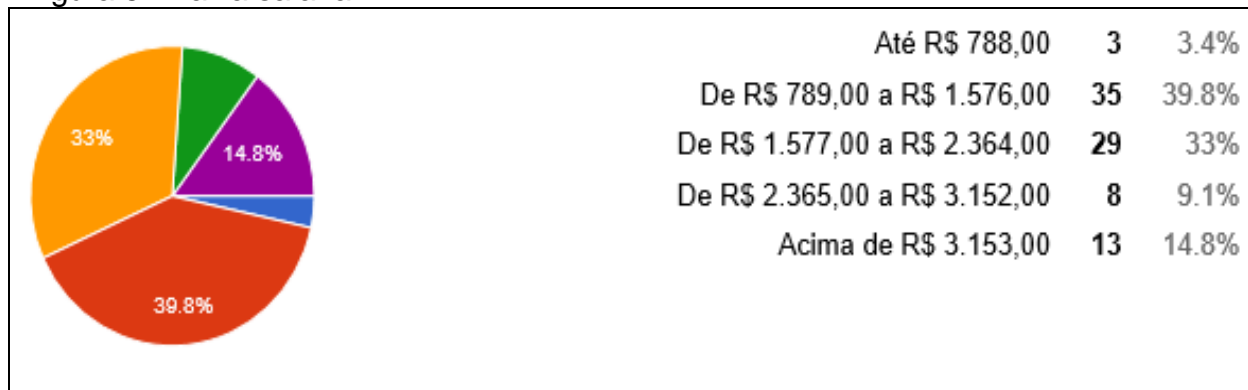 33%
14.8%
39.8%
Até R$ 788,00 3 3.4%
De R$ 789,00 a R$ 1.576,00 35 39.8%
De R$ 1.577,00 a R$ 2.364,00 29 33%
De R$ 2.365,00 a R$ 3.152,00 8 9.1%
Acima de R$ 3.153,00 13 14.8%